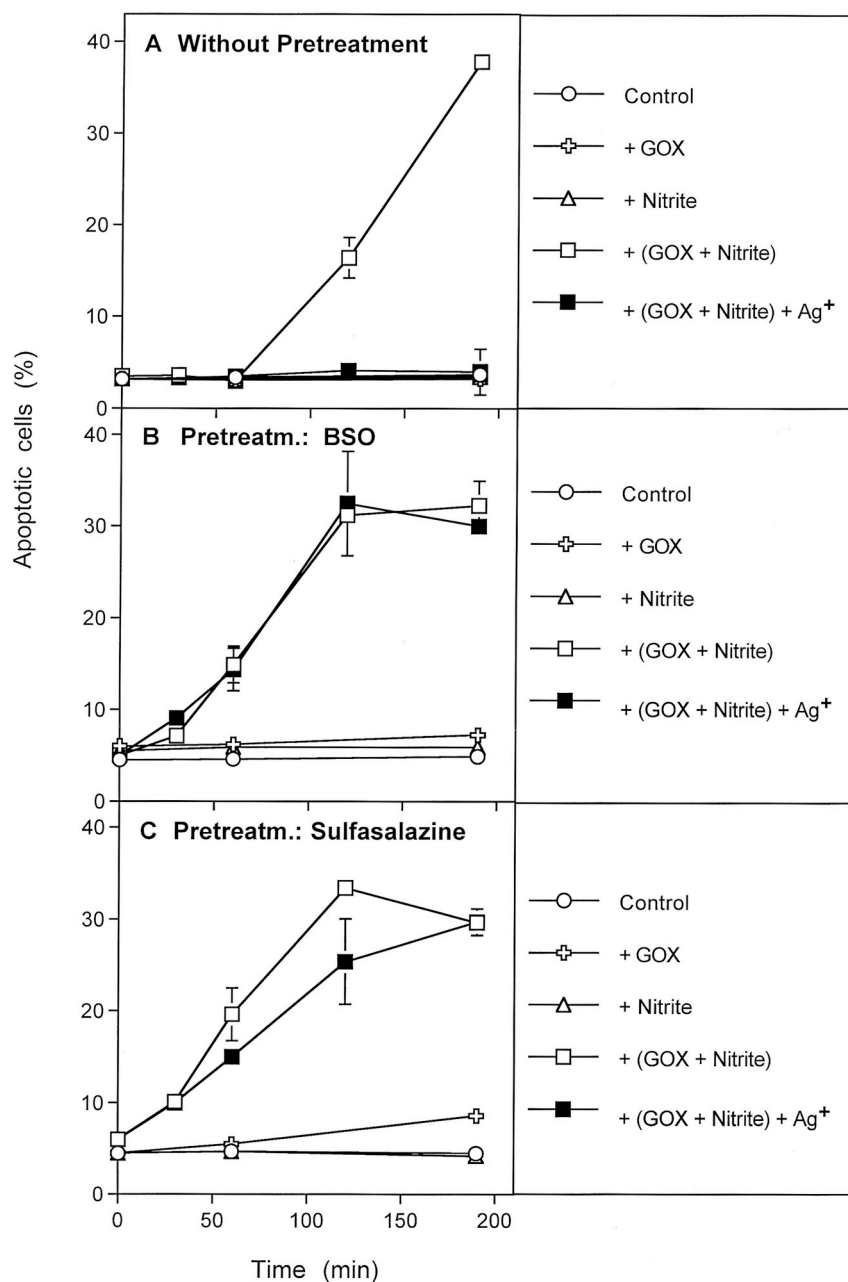 Apoptotic cells (%)
A Without Pretreatment
40
30
20
10
0
Control
+ GOX
+ Nitrite
+ (GOX + Nitrite)
+ (GOX + Nitrite) + Ag+
B Pretreatm.: BSO
40
30
20
10
0
Control
+ GOX
+ Nitrite
+ (GOX + Nitrite)
+ (GOX + Nitrite) + Ag+
C Pretreatm.: Sulfasalazine
40
30
20
10
0
Control
+ GOX
+ Nitrite
+ (GOX + Nitrite)
+ (GOX + Nitrite) + Ag+
0 50 100 150 200
Time (min)